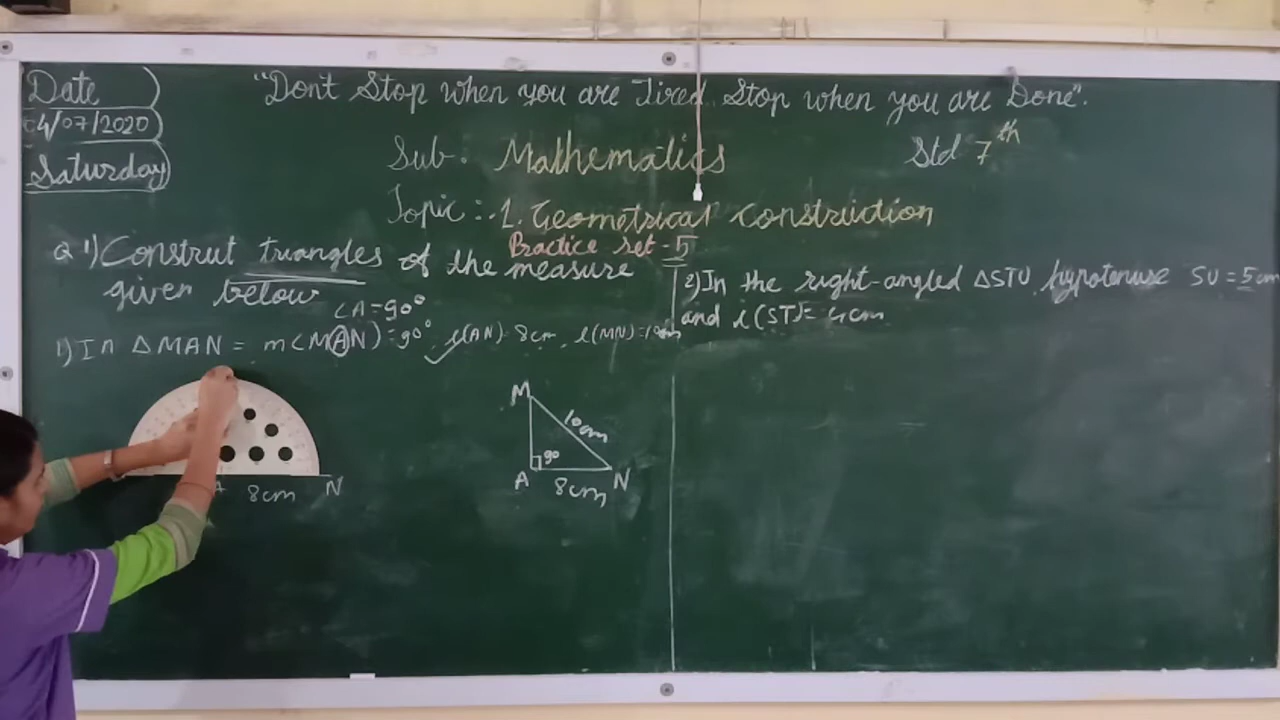 Date
4/07/2020
Saturday
"Don't Stop when you are Tired Stop when you are Done".
Sub. Mathematics
Std 7th
Topic :- 1. Geometrical construction
Practice set-5
Q 1) Construt triangles of the measure
given below
∠A=90°
1) In ΔMAN = m<MAN)=90°, l(AN)=8cm, l(MN)=10cm
M
10cm
90
A 8cm N
A 8cm N
2) In the right-angled ΔSTU, hypotenuse SU = 5cm
and l(ST)= 4cm